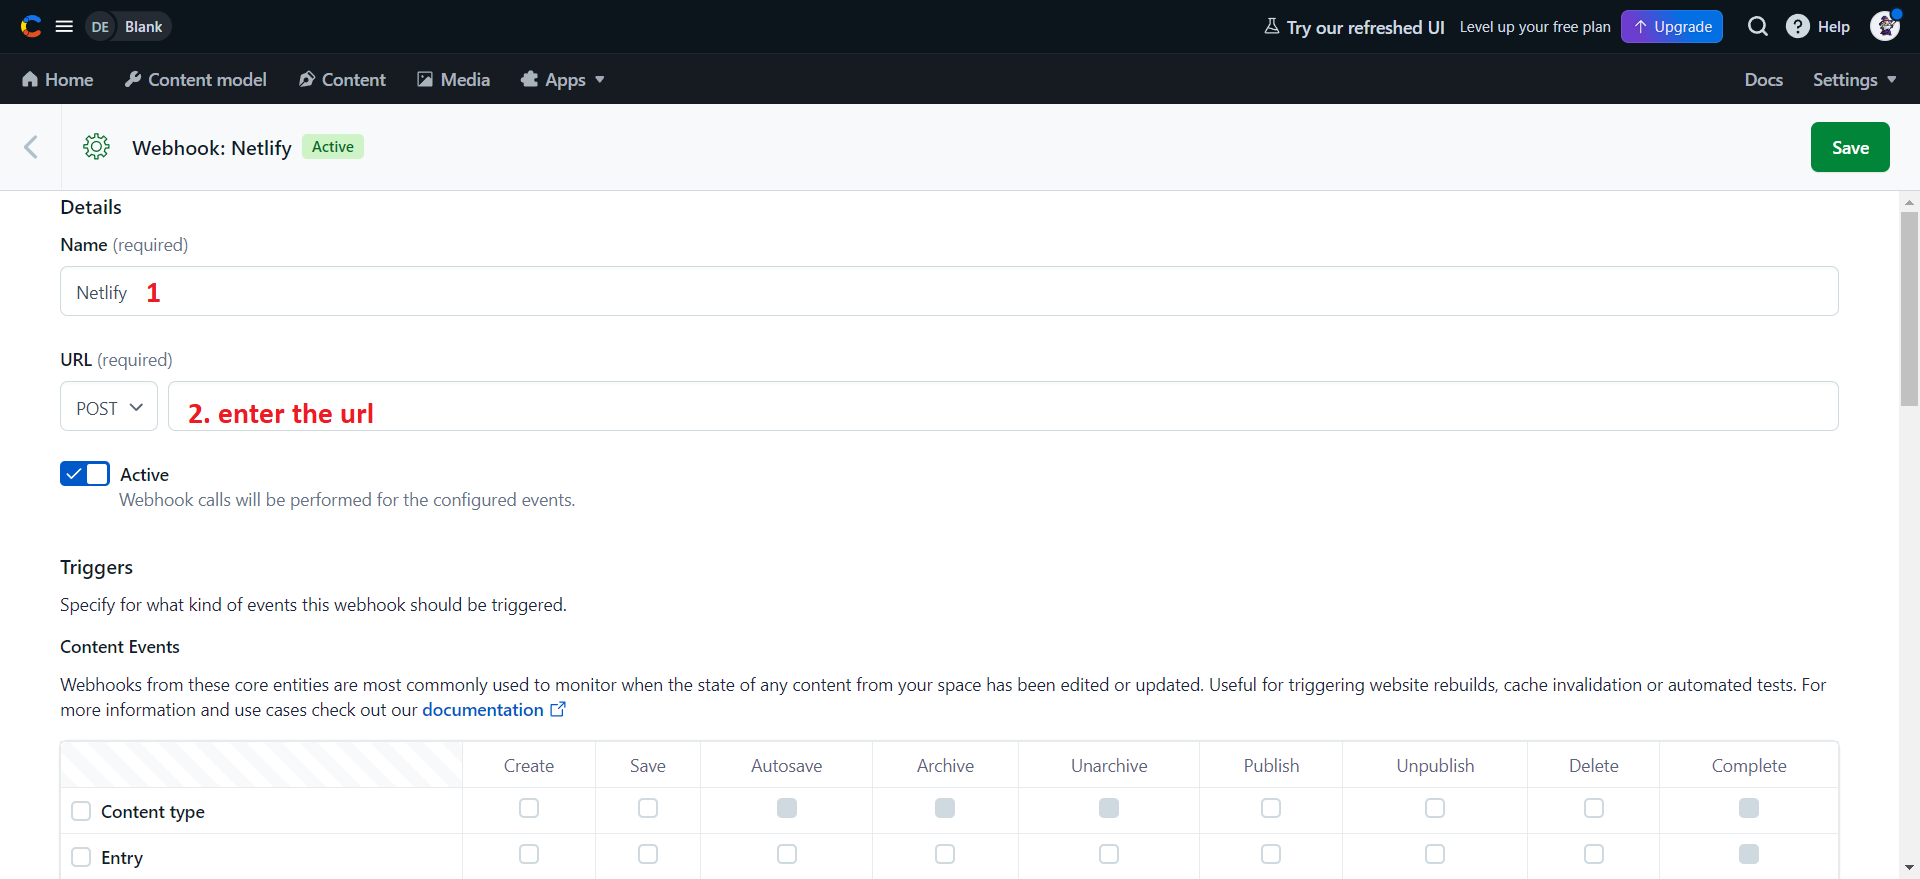 DE Blank Try our refreshed UI Level up your free plan Upgrade Help
Home Content model Content Media Apps Docs Settings
Webhook: Netlify Active Save
Details
Name (required)
Netlify 1
URL (required)
POST 2. enter the url
Active
Webhook calls will be performed for the configured events.
Triggers
Specify for what kind of events this webhook should be triggered.
Content Events
Webhooks from these core entities are most commonly used to monitor when the state of any content from your space has been edited or updated. Useful for triggering website rebuilds, cache invalidation or automated tests. For
more information and use cases check out our documentation
Create Save Autosave Archive Unarchive Publish Unpublish Delete Complete
Content type
Entry